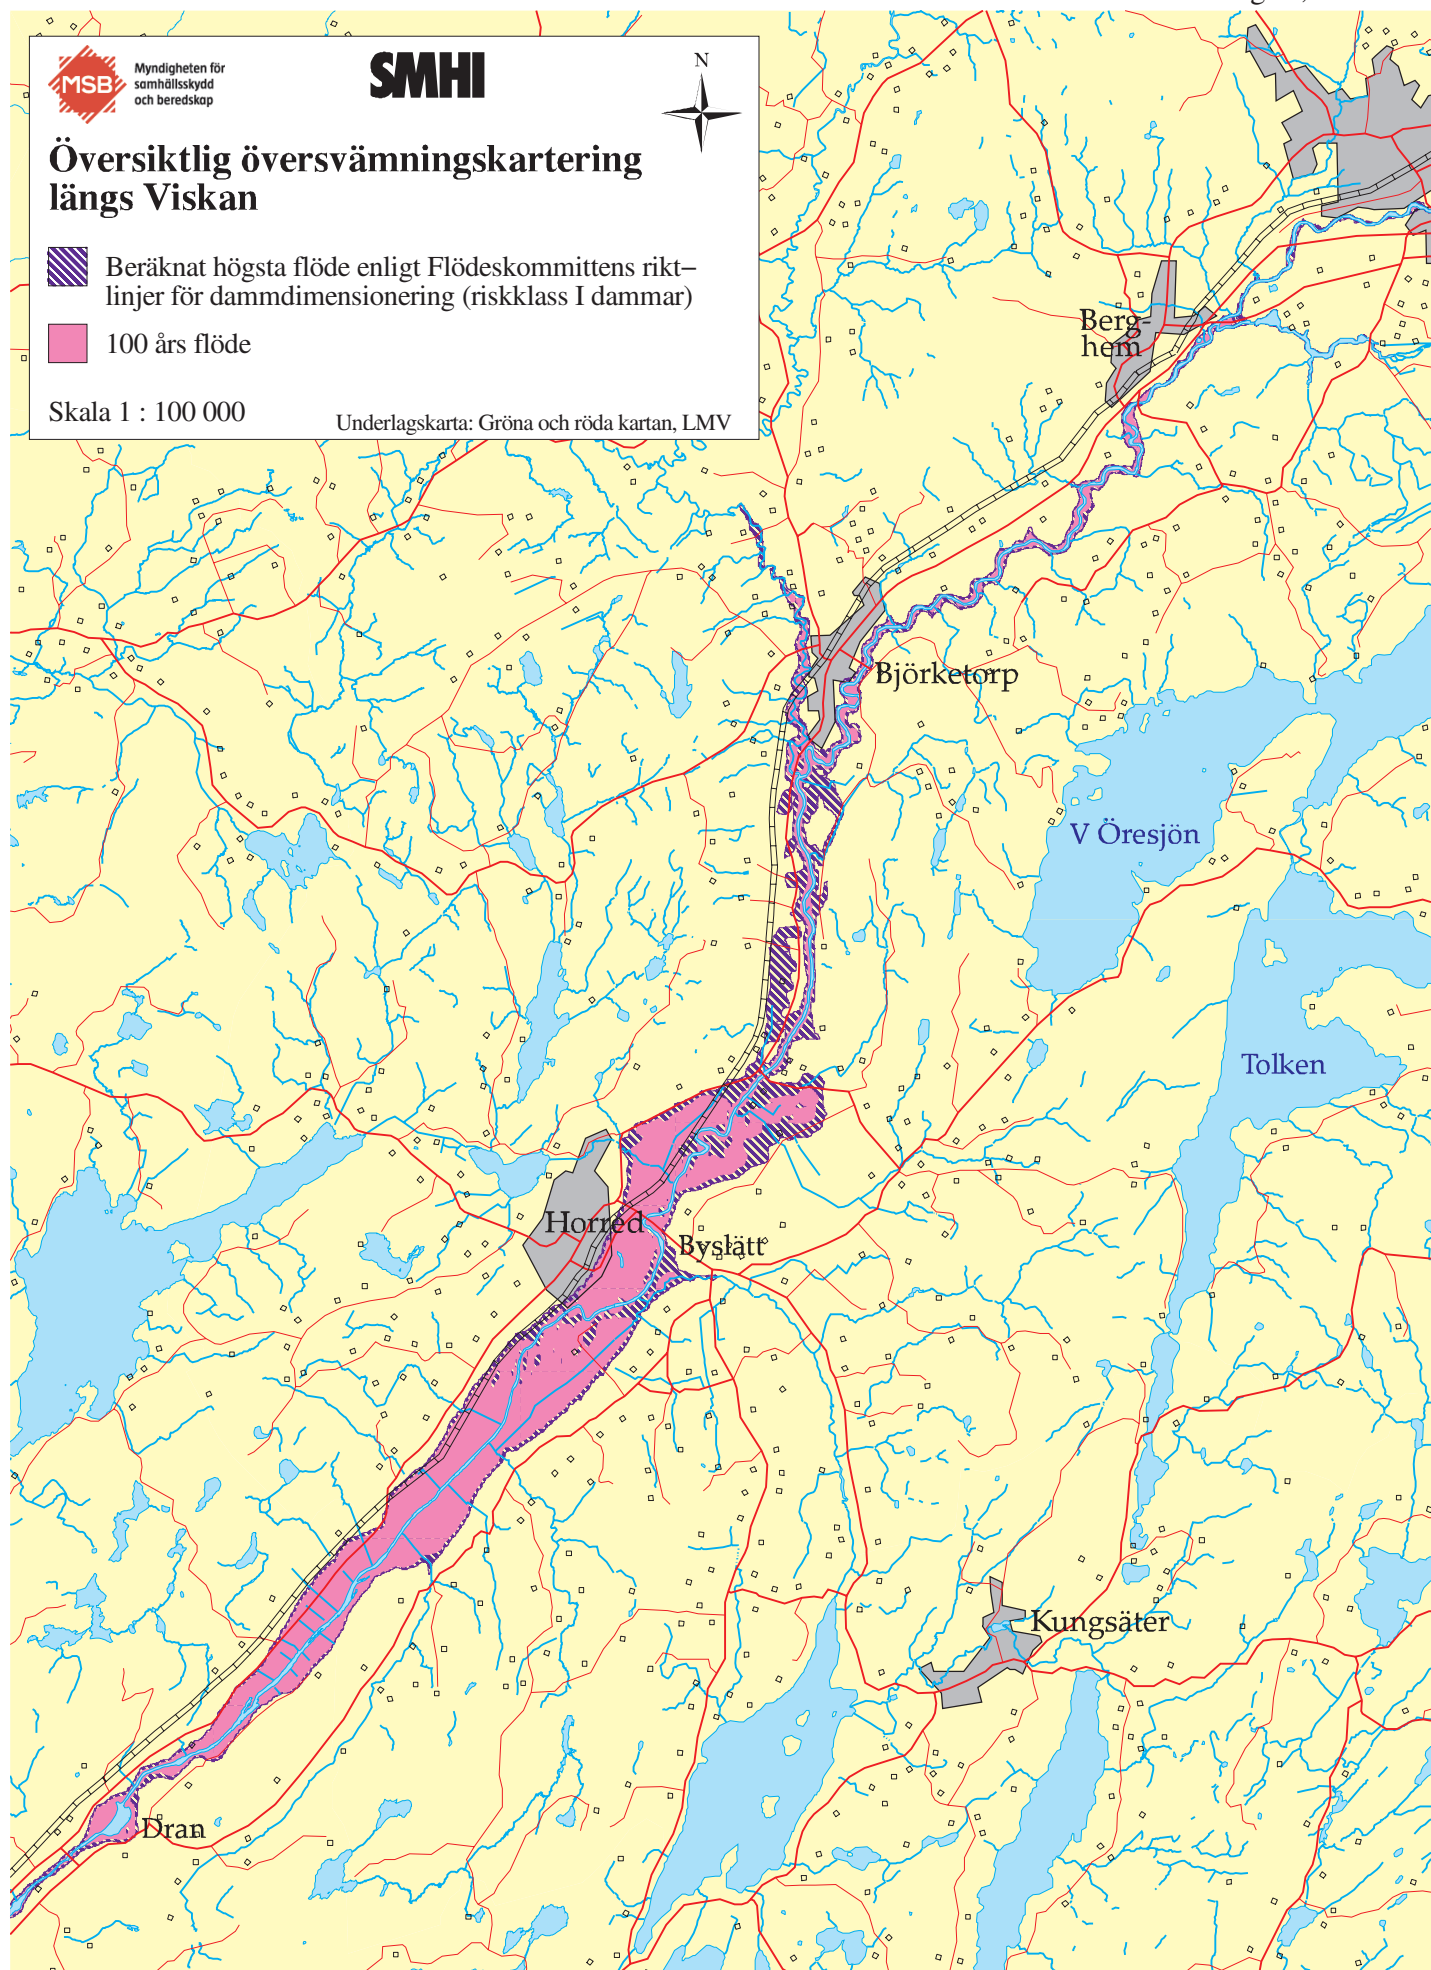 MSB
Myndigheten för
samhällsskydd
och beredskap
SMHI
N
Översiktlig översvämningskartering
längs Viskan
Beräknat högsta flöde enligt Flödeskommittens rikt–
linjer för dammdimensionering (riskklass I dammar)
100 års flöde
Skala 1 : 100 000
Underlagskarta: Gröna och röda kartan, LMV
Berg-
hem
Björketorp
V Öresjön
Tolken
Horred
Byslätt
Kungsäter
Dran